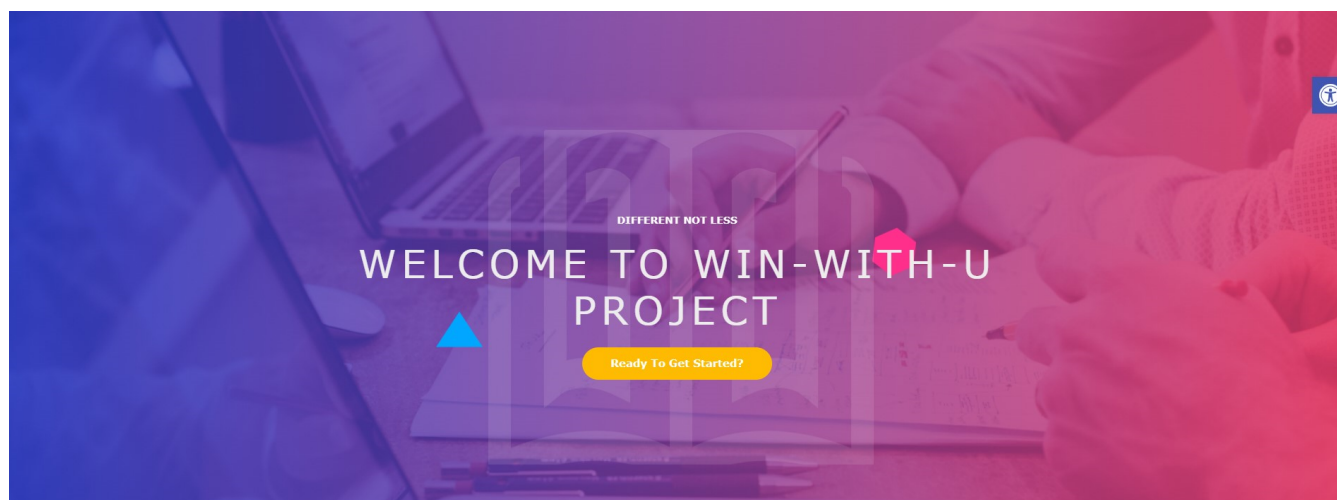 DIFFERENT NOT LESS
WELCOME TO WIN-WITH-U
PROJECT
Ready To Get Started?